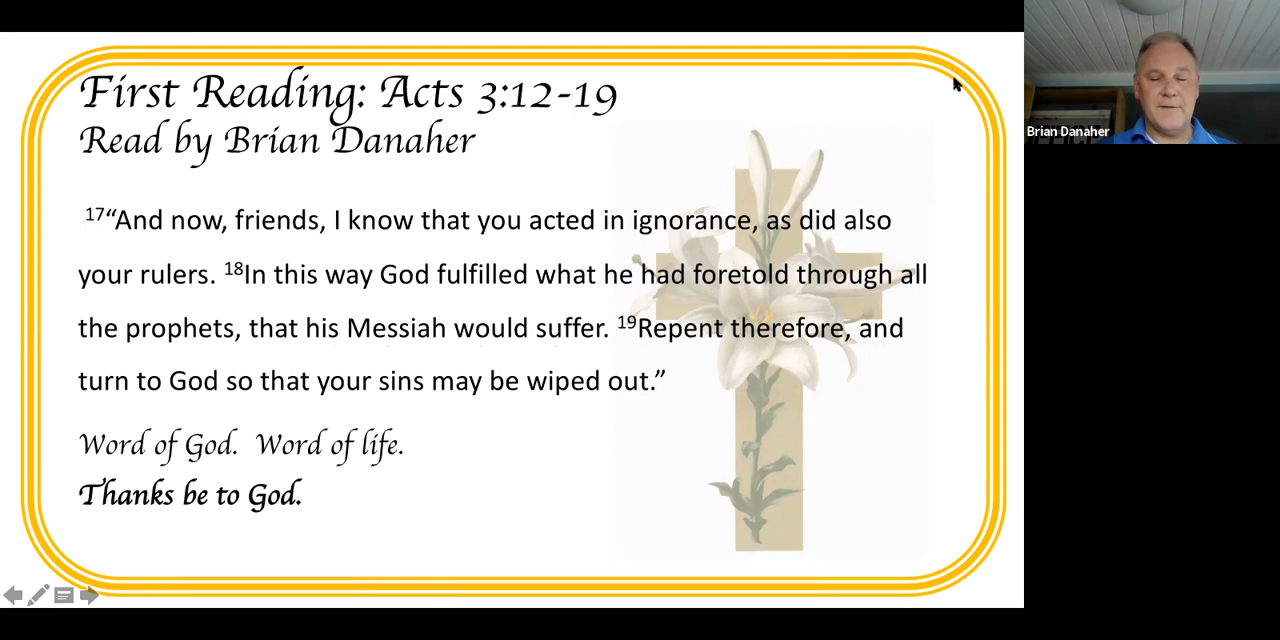 First Reading: Acts 3:12-19
Read by Brian Danaher
17“And now, friends, I know that you acted in ignorance, as did also
your rulers. 18In this way God fulfilled what he had foretold through all
the prophets, that his Messiah would suffer. 19Repent therefore, and
turn to God so that your sins may be wiped out.”
Word of God.  Word of life.
Thanks be to God.
Brian Danaher